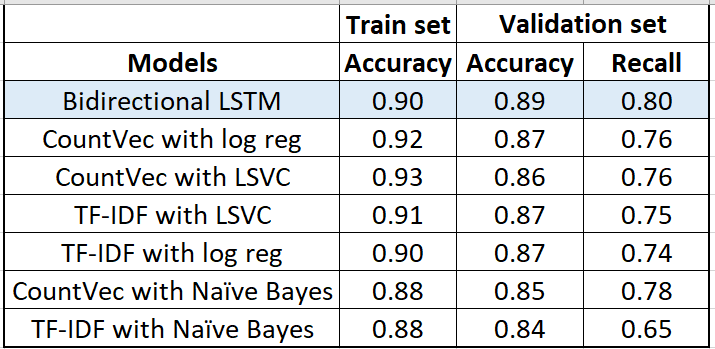 Train set Validation set
Models Accuracy Accuracy Recall
Bidirectional LSTM 0.90 0.89 0.80
CountVec with log reg 0.92 0.87 0.76
CountVec with LSVC 0.93 0.86 0.76
TF-IDF with LSVC 0.91 0.87 0.75
TF-IDF with log reg 0.90 0.87 0.74
CountVec with Naïve Bayes 0.88 0.85 0.78
TF-IDF with Naïve Bayes 0.88 0.84 0.65